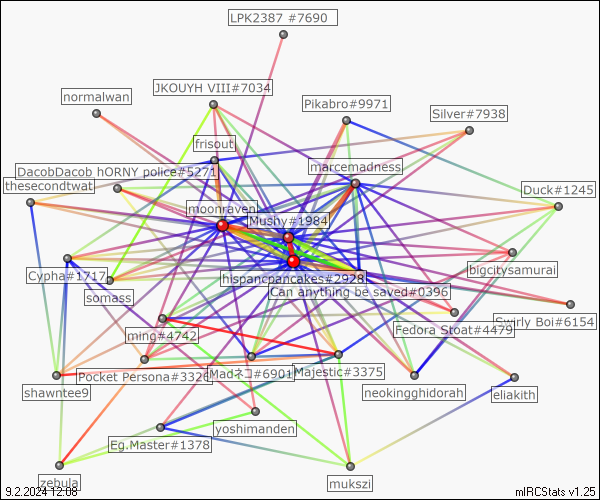 LPK2387 #7690
JKOUYH VIII#7034
normalwan
Pikabro#9971
Silver#7938
frisout
marcemadness
DacobDacob hORNY police#5271
thesecondtwat
Duck#1245
moonraven
Mushy#1984
Cypha#1717
hispancpancakes#2928
bigcitysamurai
somass
Can anything be saved#0396
Swirly Boi#6154
ming#4742
Fedora Stoat#4479
Pocket Persona#3326
Madネコ#6901
Majestic#3375
shawntee9
neokingghidorah
eliakith
yoshimanden
Eg.Master#1378
zebula
mukszi
9.2.2024 12:08
mIRCStats v1.25